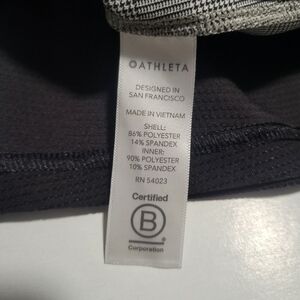 ATHLETA
DESIGNED IN
SAN FRANCISCO
MADE IN VIETNAM
SHELL:
86% POLYESTER
14% SPANDEX
INNER:
90% POLYESTER
10% SPANDEX
RN 54023
Certified
B
Corporation